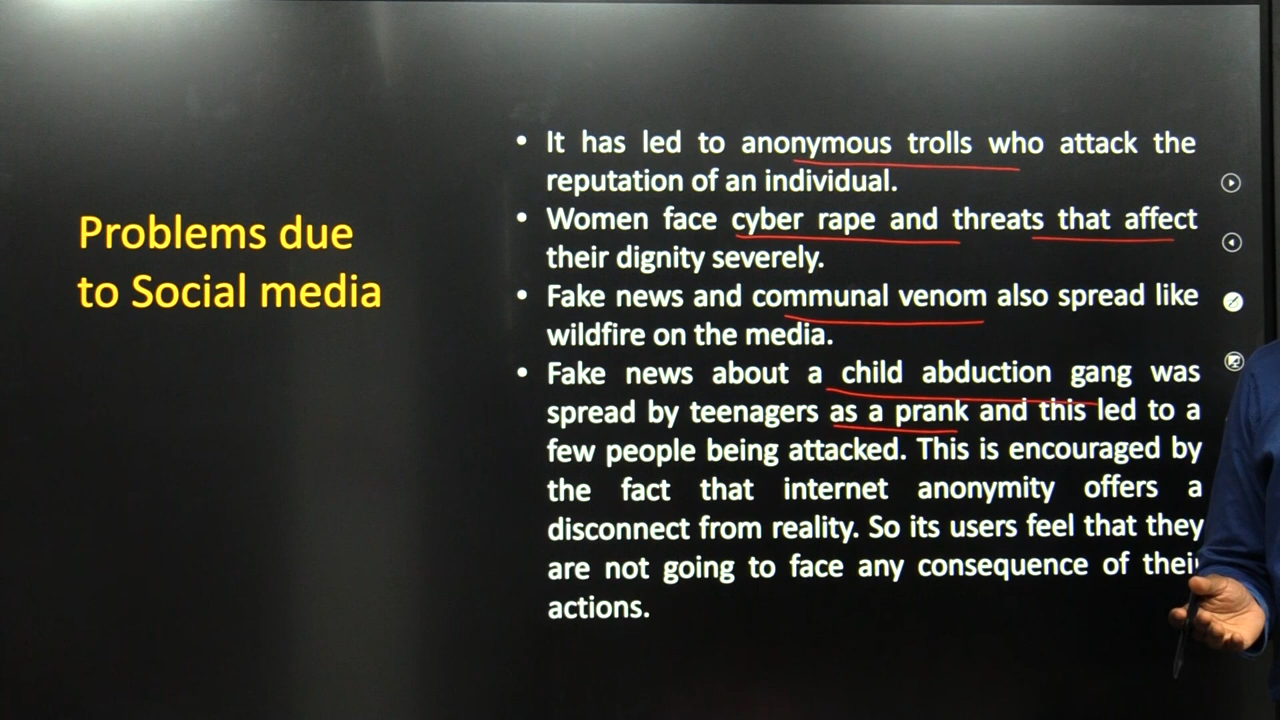 Problems due
to Social media
• It has led to anonymous trolls who attack the
reputation of an individual.
• Women face cyber rape and threats that affect
their dignity severely.
• Fake news and communal venom also spread like
wildfire on the media.
• Fake news about a child abduction gang was
spread by teenagers as a prank and this led to a
few people being attacked. This is encouraged by
the fact that internet anonymity offers a
disconnect from reality. So its users feel that they
are not going to face any consequence of their
actions.